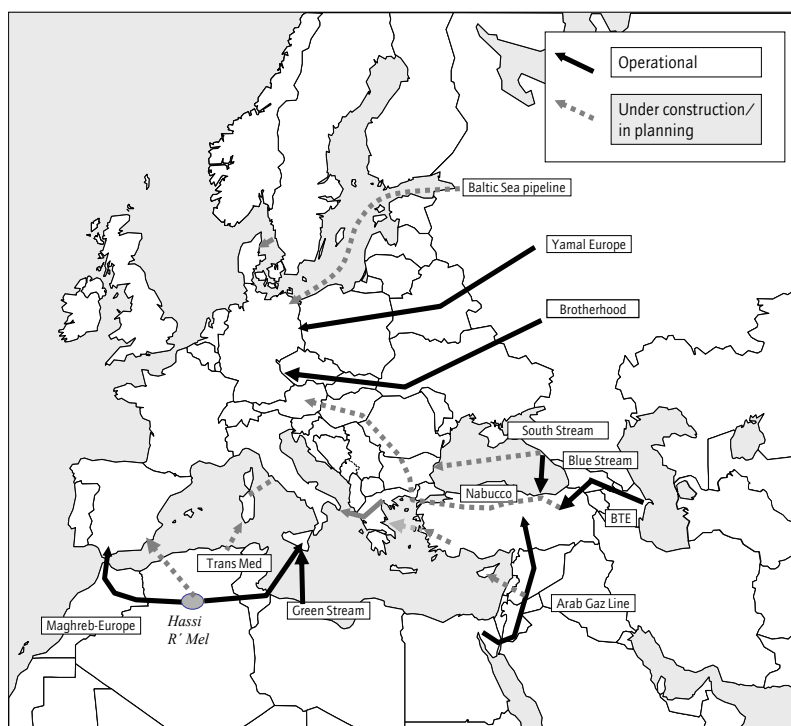 Operational
Under construction/
in planning
Baltic Sea pipeline
Yamal Europe
Brotherhood
South Stream
Blue Stream
Nabucco
BTE
Trans Med
Green Stream
Arab Gaz Line
Maghreb-Europe
Hassi
R´ Mel